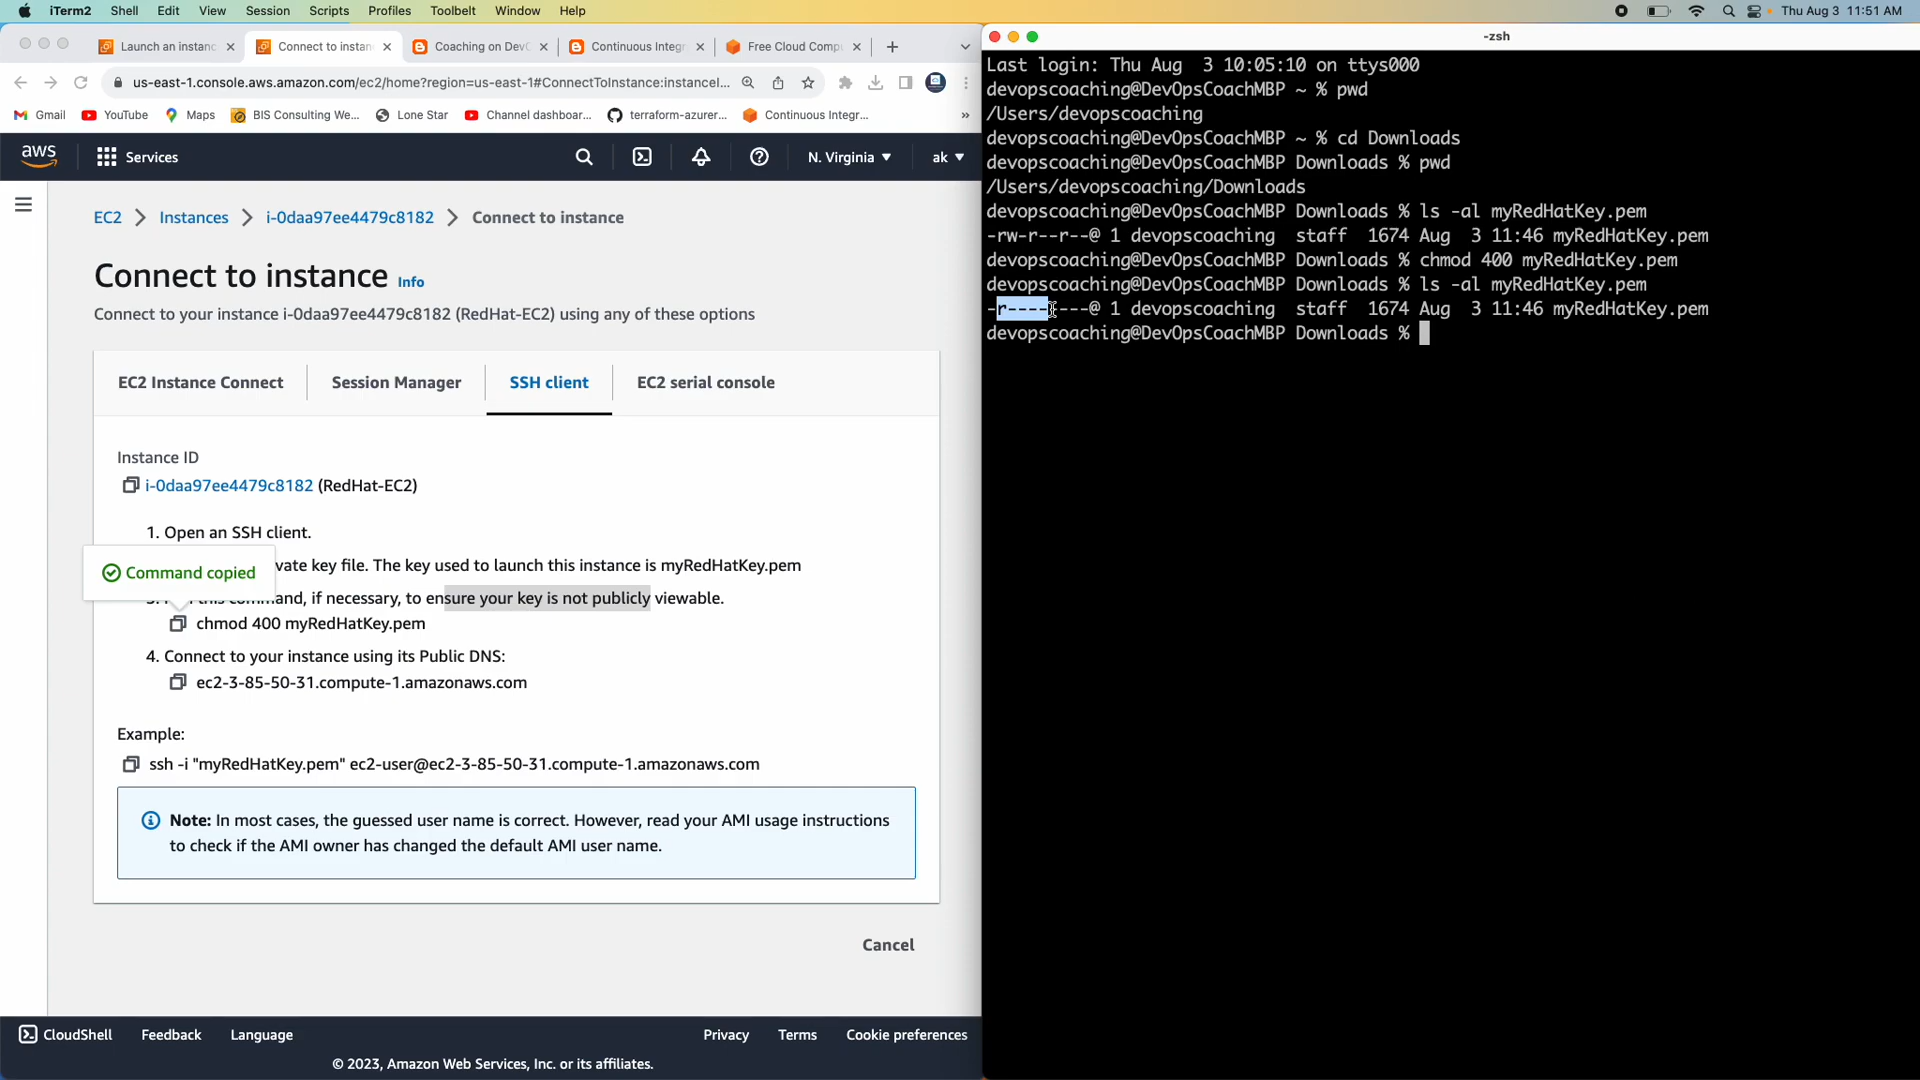 iTerm2 Shell Edit View Session Scripts Profiles Toolbelt Window Help Thu Aug 3 11:51 AM
Launch an instanc Connect to instan Coaching on DevO Continuous Integr Free Cloud Compu
us-east-1.console.aws.amazon.com/ec2/home?region=us-east-1#ConnectToInstance:instanceI...
Gmail YouTube Maps BIS Consulting We... Lone Star Channel dashboar... terraform-azurer... Continuous Integr... »
aws Services N. Virginia ak
EC2 Instances i-0daa97ee4479c8182 Connect to instance
Connect to instance Info
Connect to your instance i-0daa97ee4479c8182 (RedHat-EC2) using any of these options
EC2 Instance Connect Session Manager SSH client EC2 serial console
Instance ID
i-0daa97ee4479c8182 (RedHat-EC2)
1. Open an SSH client.
Command copied
vate key file. The key used to launch this instance is myRedHatKey.pem
this command, if necessary, to ensure your key is not publicly viewable.
chmod 400 myRedHatKey.pem
4. Connect to your instance using its Public DNS:
ec2-3-85-50-31.compute-1.amazonaws.com
Example:
ssh -i "myRedHatKey.pem" ec2-user@ec2-3-85-50-31.compute-1.amazonaws.com
Note: In most cases, the guessed user name is correct. However, read your AMI usage instructions
to check if the AMI owner has changed the default AMI user name.
Cancel
CloudShell Feedback Language Privacy Terms Cookie preferences
© 2023, Amazon Web Services, Inc. or its affiliates.
-zsh
Last login: Thu Aug  3 10:05:10 on ttys000
devopscoaching@DevOpsCoachMBP ~ % pwd
/Users/devopscoaching
devopscoaching@DevOpsCoachMBP ~ % cd Downloads
devopscoaching@DevOpsCoachMBP Downloads % pwd
/Users/devopscoaching/Downloads
devopscoaching@DevOpsCoachMBP Downloads % ls -al myRedHatKey.pem
-rw-r--r--@ 1 devopscoaching  staff  1674 Aug  3 11:46 myRedHatKey.pem
devopscoaching@DevOpsCoachMBP Downloads % chmod 400 myRedHatKey.pem
devopscoaching@DevOpsCoachMBP Downloads % ls -al myRedHatKey.pem
-r--------@ 1 devopscoaching  staff  1674 Aug  3 11:46 myRedHatKey.pem
devopscoaching@DevOpsCoachMBP Downloads %